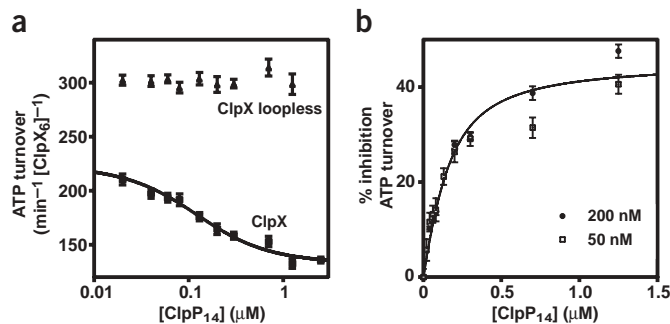 a
ATP turnover
(min⁻¹ [ClpX₆]⁻¹)
300
250
200
150
ClpX loopless
ClpX
0.01
0.1
1
[ClpP₁₄] (μM)
b
% inhibition
ATP turnover
40
20
0
200 nM
50 nM
0
0.5
1.0
1.5
[ClpP₁₄] (μM)